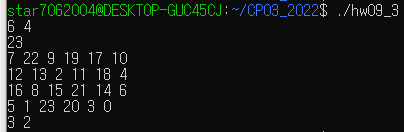 star7062004@DESKTOP-GUC45CJ:~/CP03_2022$ ./hw09_3
6 4
23
7 22 9 19 17 10
12 13 2 11 18 4
16 8 15 21 14 6
5 1 23 20 3 0
3 2